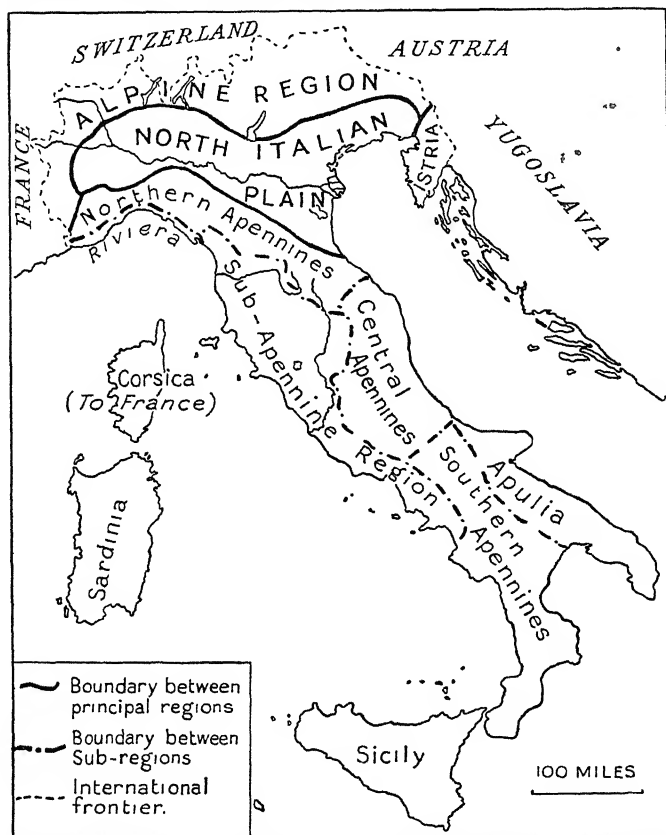 SWITZERLAND
AUSTRIA
ALPINE REGION
NORTH ITALIAN
PLAIN
ISTRIA
YUGOSLAVIA
FRANCE
Northern Apennines
Riviera
Sub-Apennine Region
Central
Apennines
Corsica
(To France)
Sardinia
Southern
Apennines
Apulia
Sicily
Boundary between
principal regions
Boundary between
Sub-regions
International
frontier.
100 MILES